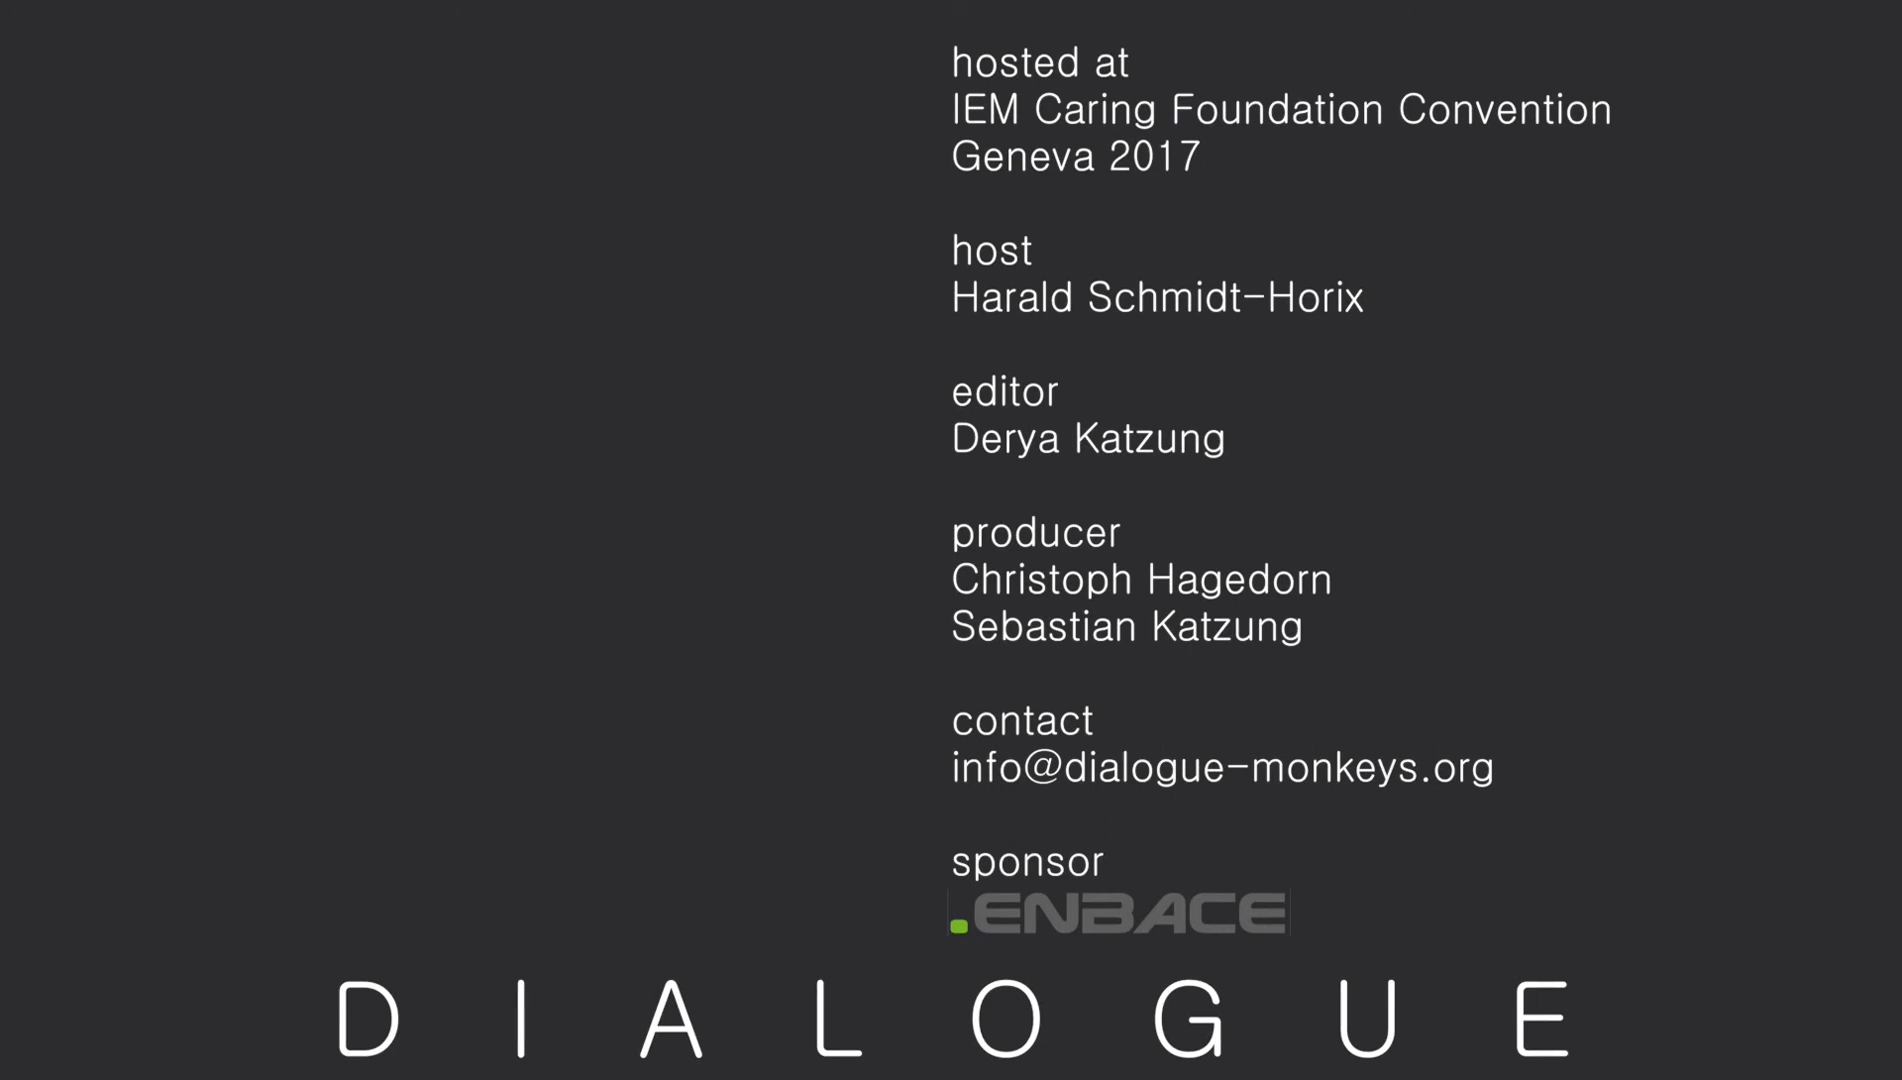 hosted at
IEM Caring Foundation Convention
Geneva 2017
host
Harald Schmidt-Horix
editor
Derya Katzung
producer
Christoph Hagedorn
Sebastian Katzung
contact
info@dialogue-monkeys.org
sponsor
.ENBACE
DIALOGUE